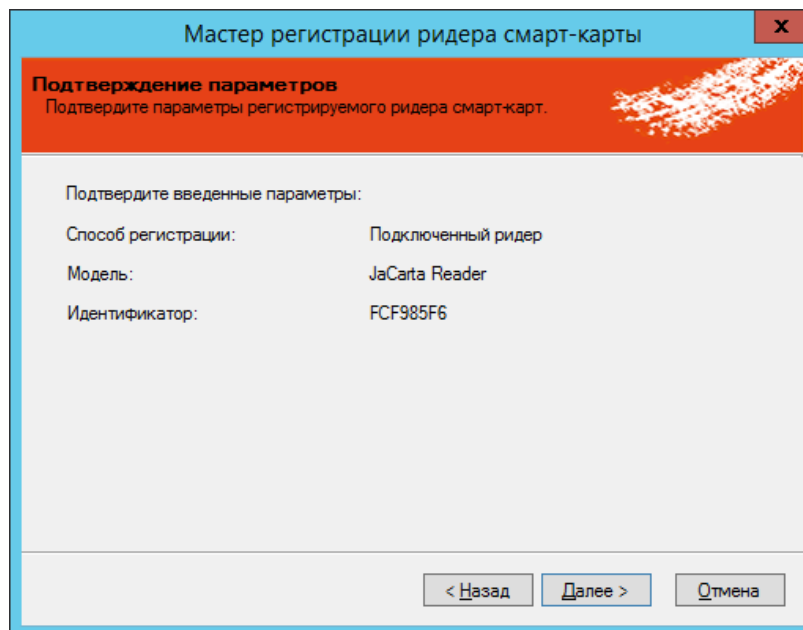 Мастер регистрации ридера смарт-карты
x
Подтверждение параметров
Подтвердите параметры регистрируемого ридера смарт-карт.
Подтвердите введенные параметры:
Способ регистрации: Подключенный ридер
Модель: JaCarta Reader
Идентификатор: FCF985F6
< Назад Далее > Отмена